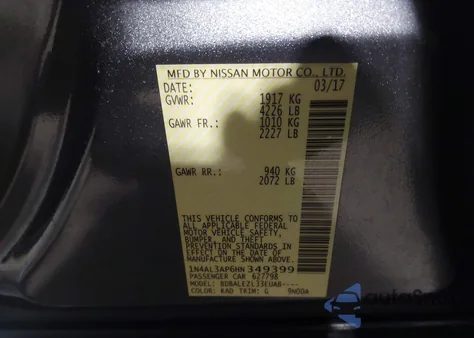 MFD BY NISSAN MOTOR CO., LTD.
DATE: 03/17
GVWR: 1917 KG
4226 LB
GAWR FR.: 1010 KG
2227 LB
GAWR RR.: 940 KG
2072 LB
THIS VEHICLE CONFORMS TO
ALL APPLICABLE FEDERAL
MOTOR VEHICLE SAFETY,
BUMPER, AND THEFT
PREVENTION STANDARDS IN
EFFECT ON THE DATE OF
MANUFACTURE SHOWN ABOVE.
1N4AL3AP6HN349399
PASSENGER CAR 627798
MODEL: BDBALEZL33EUAB----
COLOR: KAD TRIM: G 9N00A